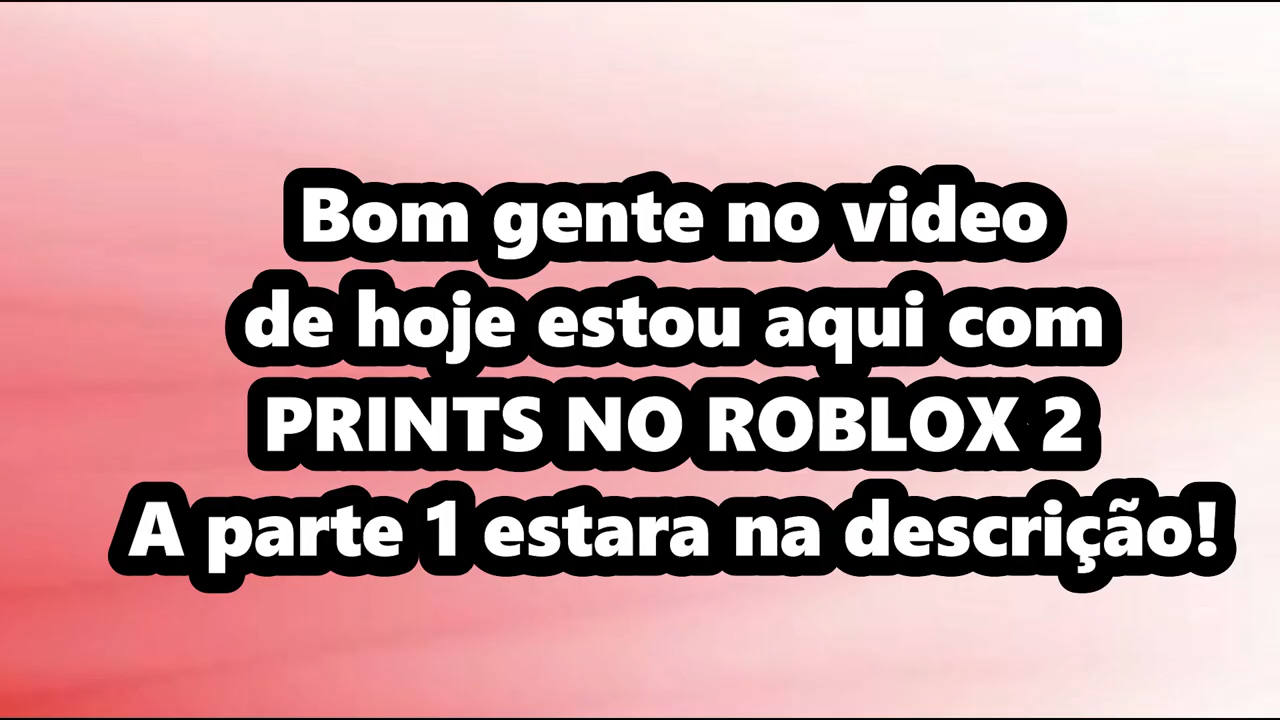 Bom gente no video
de hoje estou aqui com
PRINTS NO ROBLOX 2
A parte 1 estara na descrição!